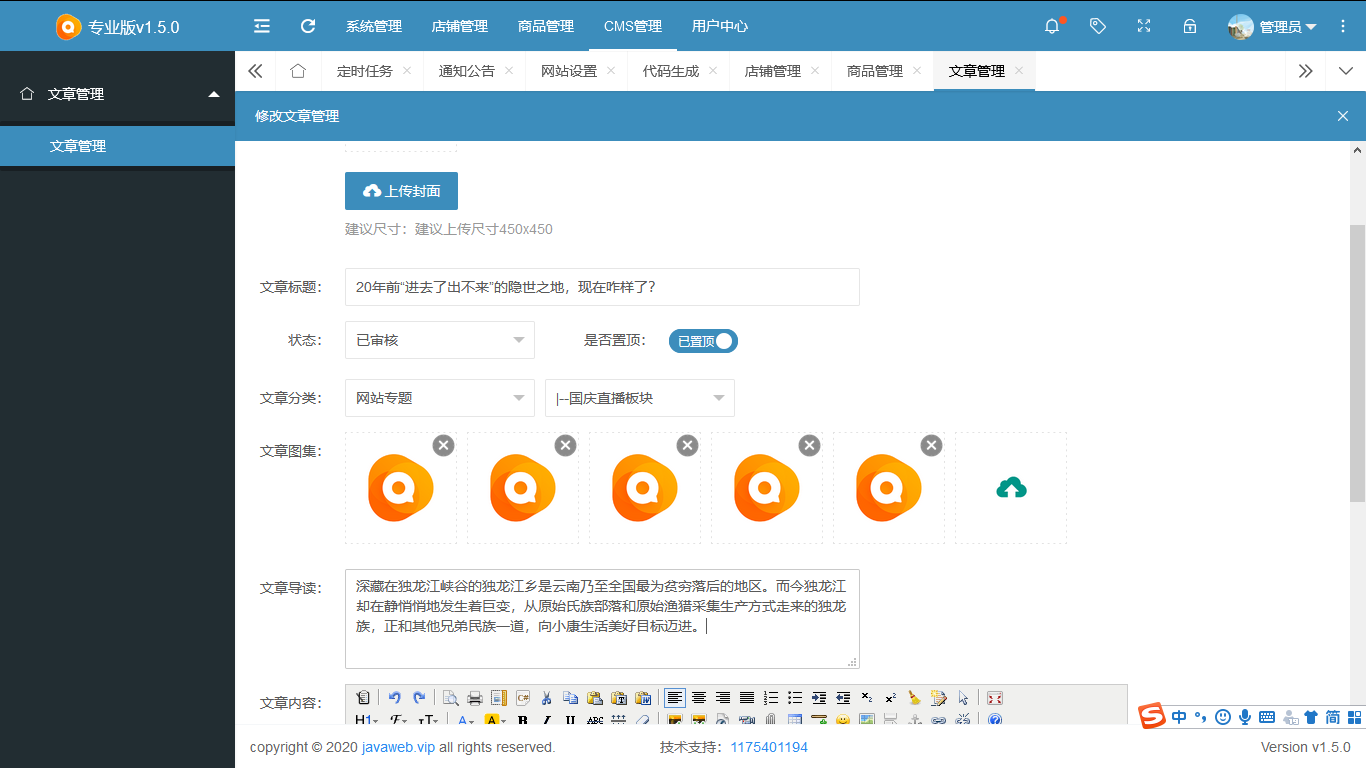 专业版v1.5.0
系统管理 店铺管理 商品管理 CMS管理 用户中心
管理员
文章管理
文章管理
定时任务 通知公告 网站设置 代码生成 店铺管理 商品管理 文章管理
修改文章管理
上传封面
建议尺寸：建议上传尺寸450x450
文章标题： 20年前“进去了出不来”的隐世之地，现在咋样了？
状态： 已审核 是否置顶： 已置顶
文章分类： 网站专题 |--国庆直播板块
文章图集：
文章导读： 深藏在独龙江峡谷的独龙江乡是云南乃至全国最为贫穷落后的地区。而今独龙江
却在静悄悄地发生着巨变，从原始氏族部落和原始渔猎采集生产方式走来的独龙
族，正和其他兄弟民族一道，向小康生活美好目标迈进。
文章内容：
中 简
copyright © 2020 javaweb.vip all rights reserved. 技术支持：1175401194 Version v1.5.0